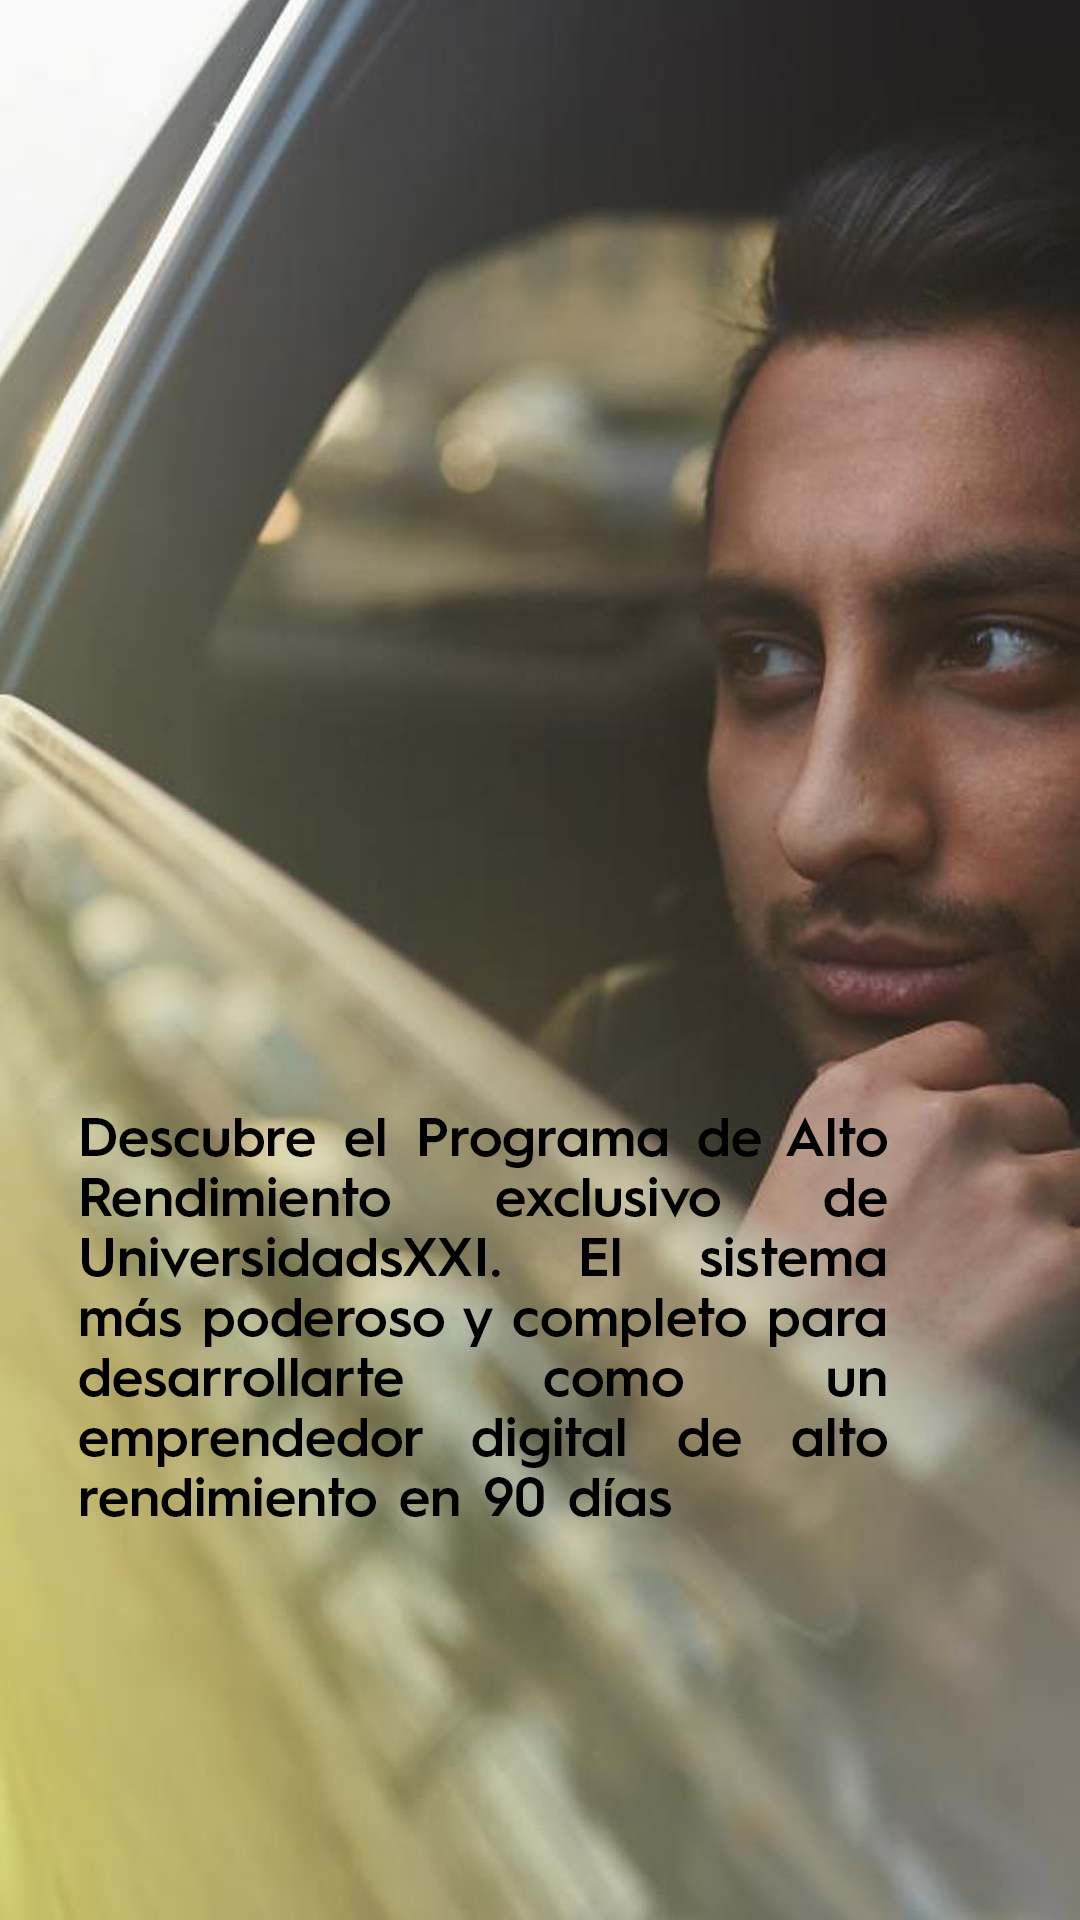 Descubre el Programa de Alto
Rendimiento exclusivo de
UniversidadsXXI. El sistema
más poderoso y completo para
desarrollarte como un
emprendedor digital de alto
rendimiento en 90 días